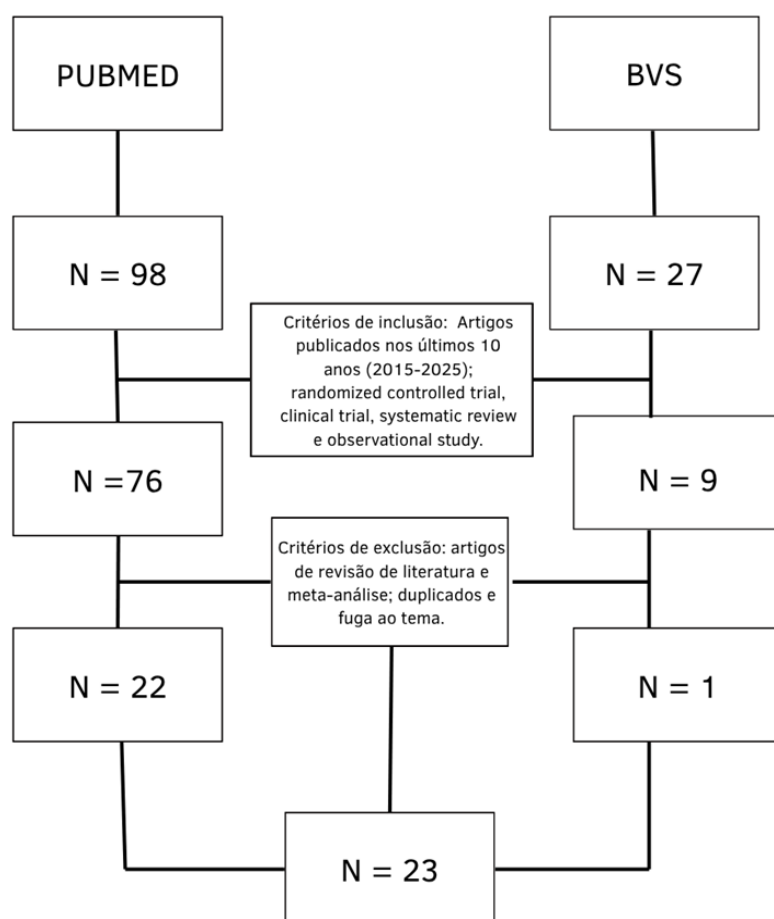 PUBMED
BVS
N = 98
N = 27
Critérios de inclusão: Artigos
publicados nos últimos 10
anos (2015-2025);
randomized controlled trial,
clinical trial, systematic review
e observational study.
N =76
N = 9
Critérios de exclusão: artigos
de revisão de literatura e
meta-análise; duplicados e
fuga ao tema.
N = 22
N = 1
N = 23